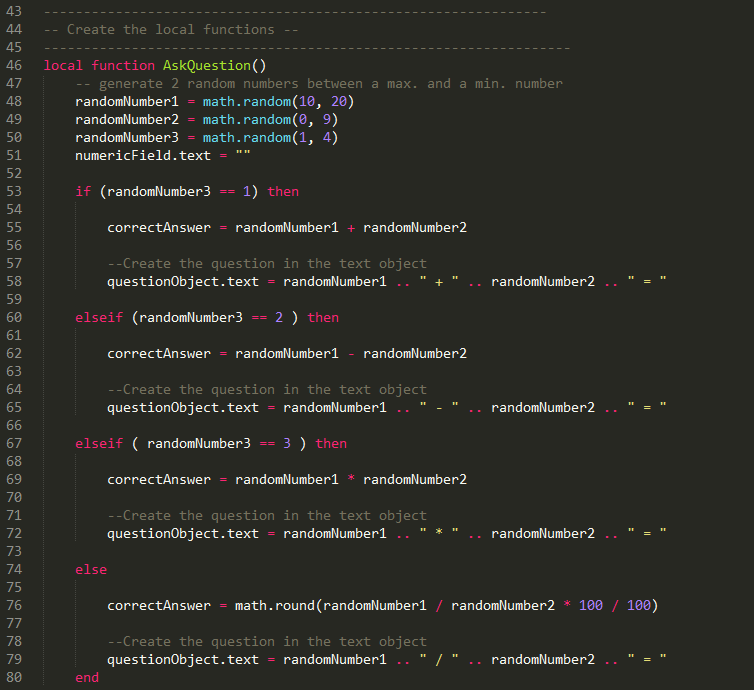 43 ---------------------------------------------------------------
44 -- Create the local functions --
45 ------------------------------------------------------------------
46 local function AskQuestion()
47 -- generate 2 random numbers between a max. and a min. number
48 randomNumber1 = math.random(10, 20)
49 randomNumber2 = math.random(0, 9)
50 randomNumber3 = math.random(1, 4)
51 numericField.text = ""
52
53 if (randomNumber3 == 1) then
54
55 correctAnswer = randomNumber1 + randomNumber2
56
57 --Create the question in the text object
58 questionObject.text = randomNumber1 .. " + " .. randomNumber2 .. " = "
59
60 elseif (randomNumber3 == 2 ) then
61
62 correctAnswer = randomNumber1 - randomNumber2
63
64 --Create the question in the text object
65 questionObject.text = randomNumber1 .. " - " .. randomNumber2 .. " = "
66
67 elseif ( randomNumber3 == 3 ) then
68
69 correctAnswer = randomNumber1 * randomNumber2
70
71 --Create the question in the text object
72 questionObject.text = randomNumber1 .. " * " .. randomNumber2 .. " = "
73
74 else
75
76 correctAnswer = math.round(randomNumber1 / randomNumber2 * 100 / 100)
77
78 --Create the question in the text object
79 questionObject.text = randomNumber1 .. " / " .. randomNumber2 .. " = "
80 end